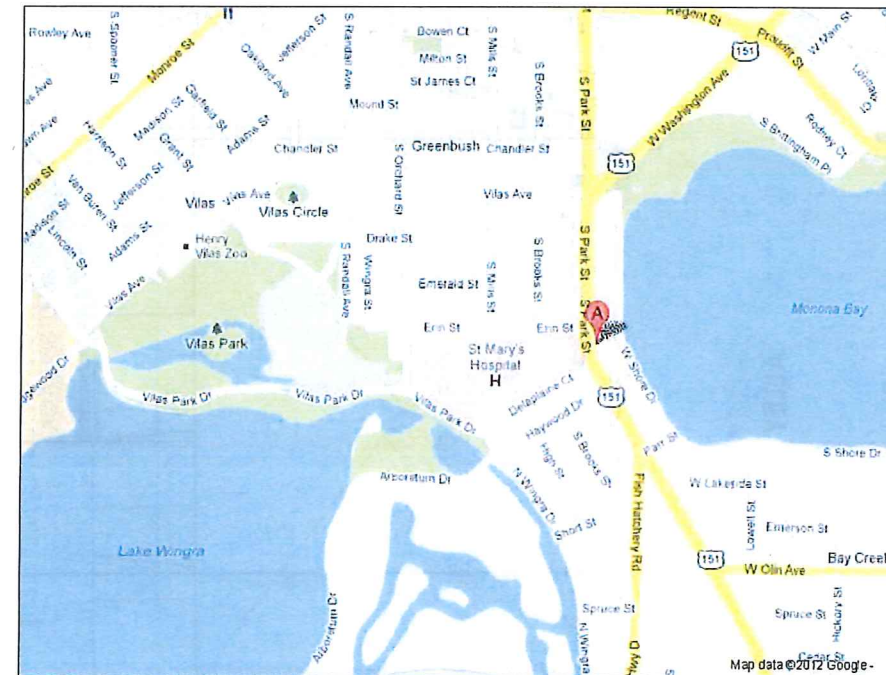 Rowley Ave
S Spooner St
Monroe St
Jefferson St
Oakland Ave
S Randall Ave
Bowen Ct
Milton St
St James Ct
S Mills St
S Brooks St
S Park St
Regent St
Proudfit St
W Main St
151
W Washington Ave
Mound St
Garfield St
Madison St
Harrison St
Grant St
Adams St
Chandler St
Greenbush
Chandler St
151
Rodney Ct
S Brittingham Pl
Van Buren St
Jefferson St
Vilas Ave
Vilas
Vilas Circle
S Orchard St
Vilas Ave
Madison St
Lincoln St
Adams St
Henry
Vilas Zoo
Drake St
S Park St
Vilas Ave
S Randall Ave
Wingra St
Emerald St
S Mills St
S Brooks St
Monona Bay
A
Vilas Park
Erin St
Erin St
S Park St
St Mary's
Hospital
H
W Shore Dr
Vilas Park Dr
Vilas Park Dr
Vilas Park Dr
Delaplaine Ct
Haywood Dr
151
High St
S Brooks St
Parr St
S Shore Dr
Arboretum Dr
N Wingra Dr
Fish Hatchery Rd
W Lakeside St
Short St
Lowell St
Emerson St
Lake Wingra
151
W Olin Ave
Bay Creek
Arboretum Dr
Spruce St
N Wingra
Hwy D
Spruce St
Hickory St
Cedar St
Map data ©2012 Google -